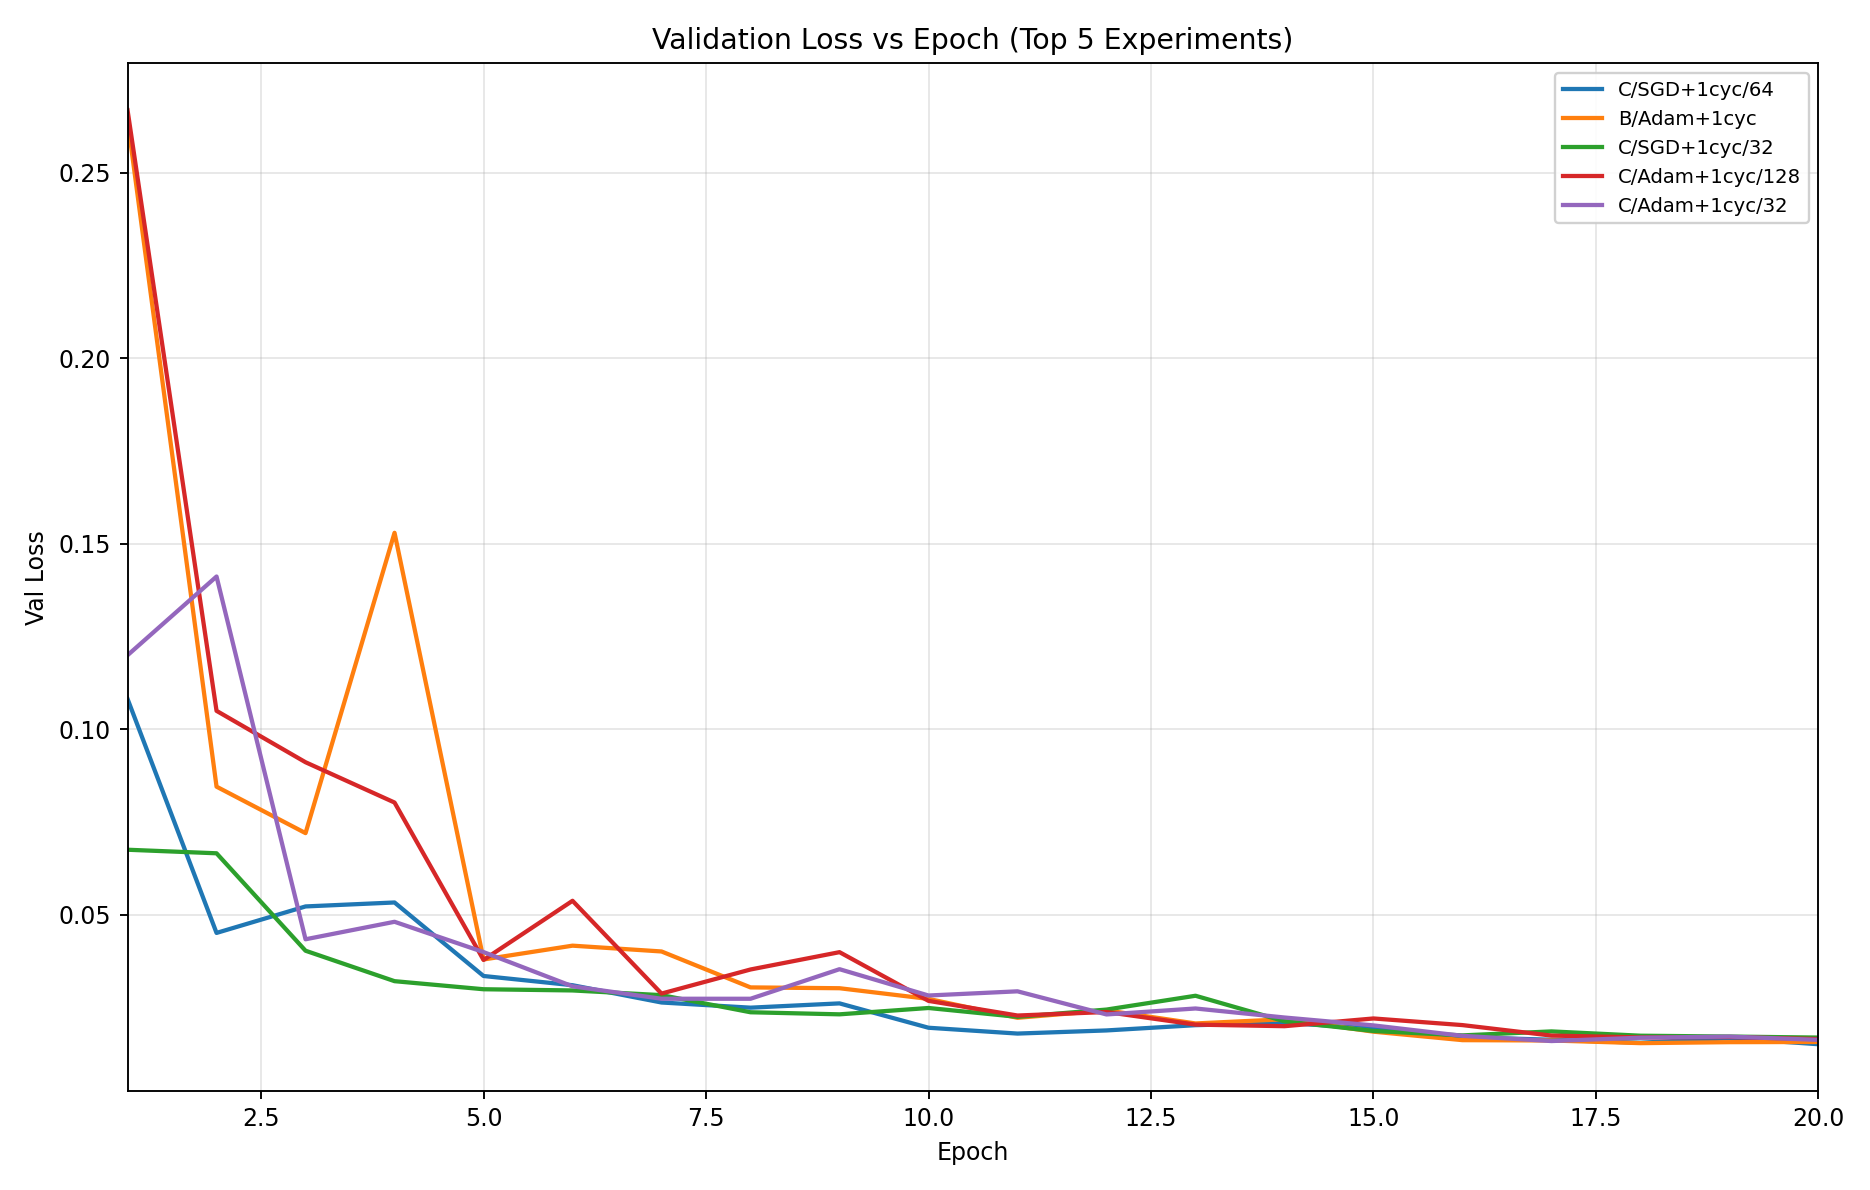 Validation Loss vs Epoch (Top 5 Experiments)
C/SGD+1cyc/64
B/Adam+1cyc
C/SGD+1cyc/32
C/Adam+1cyc/128
C/Adam+1cyc/32
0.25
0.20
0.15
0.10
0.05
Val Loss
2.5 5.0 7.5 10.0 12.5 15.0 17.5 20.0
Epoch